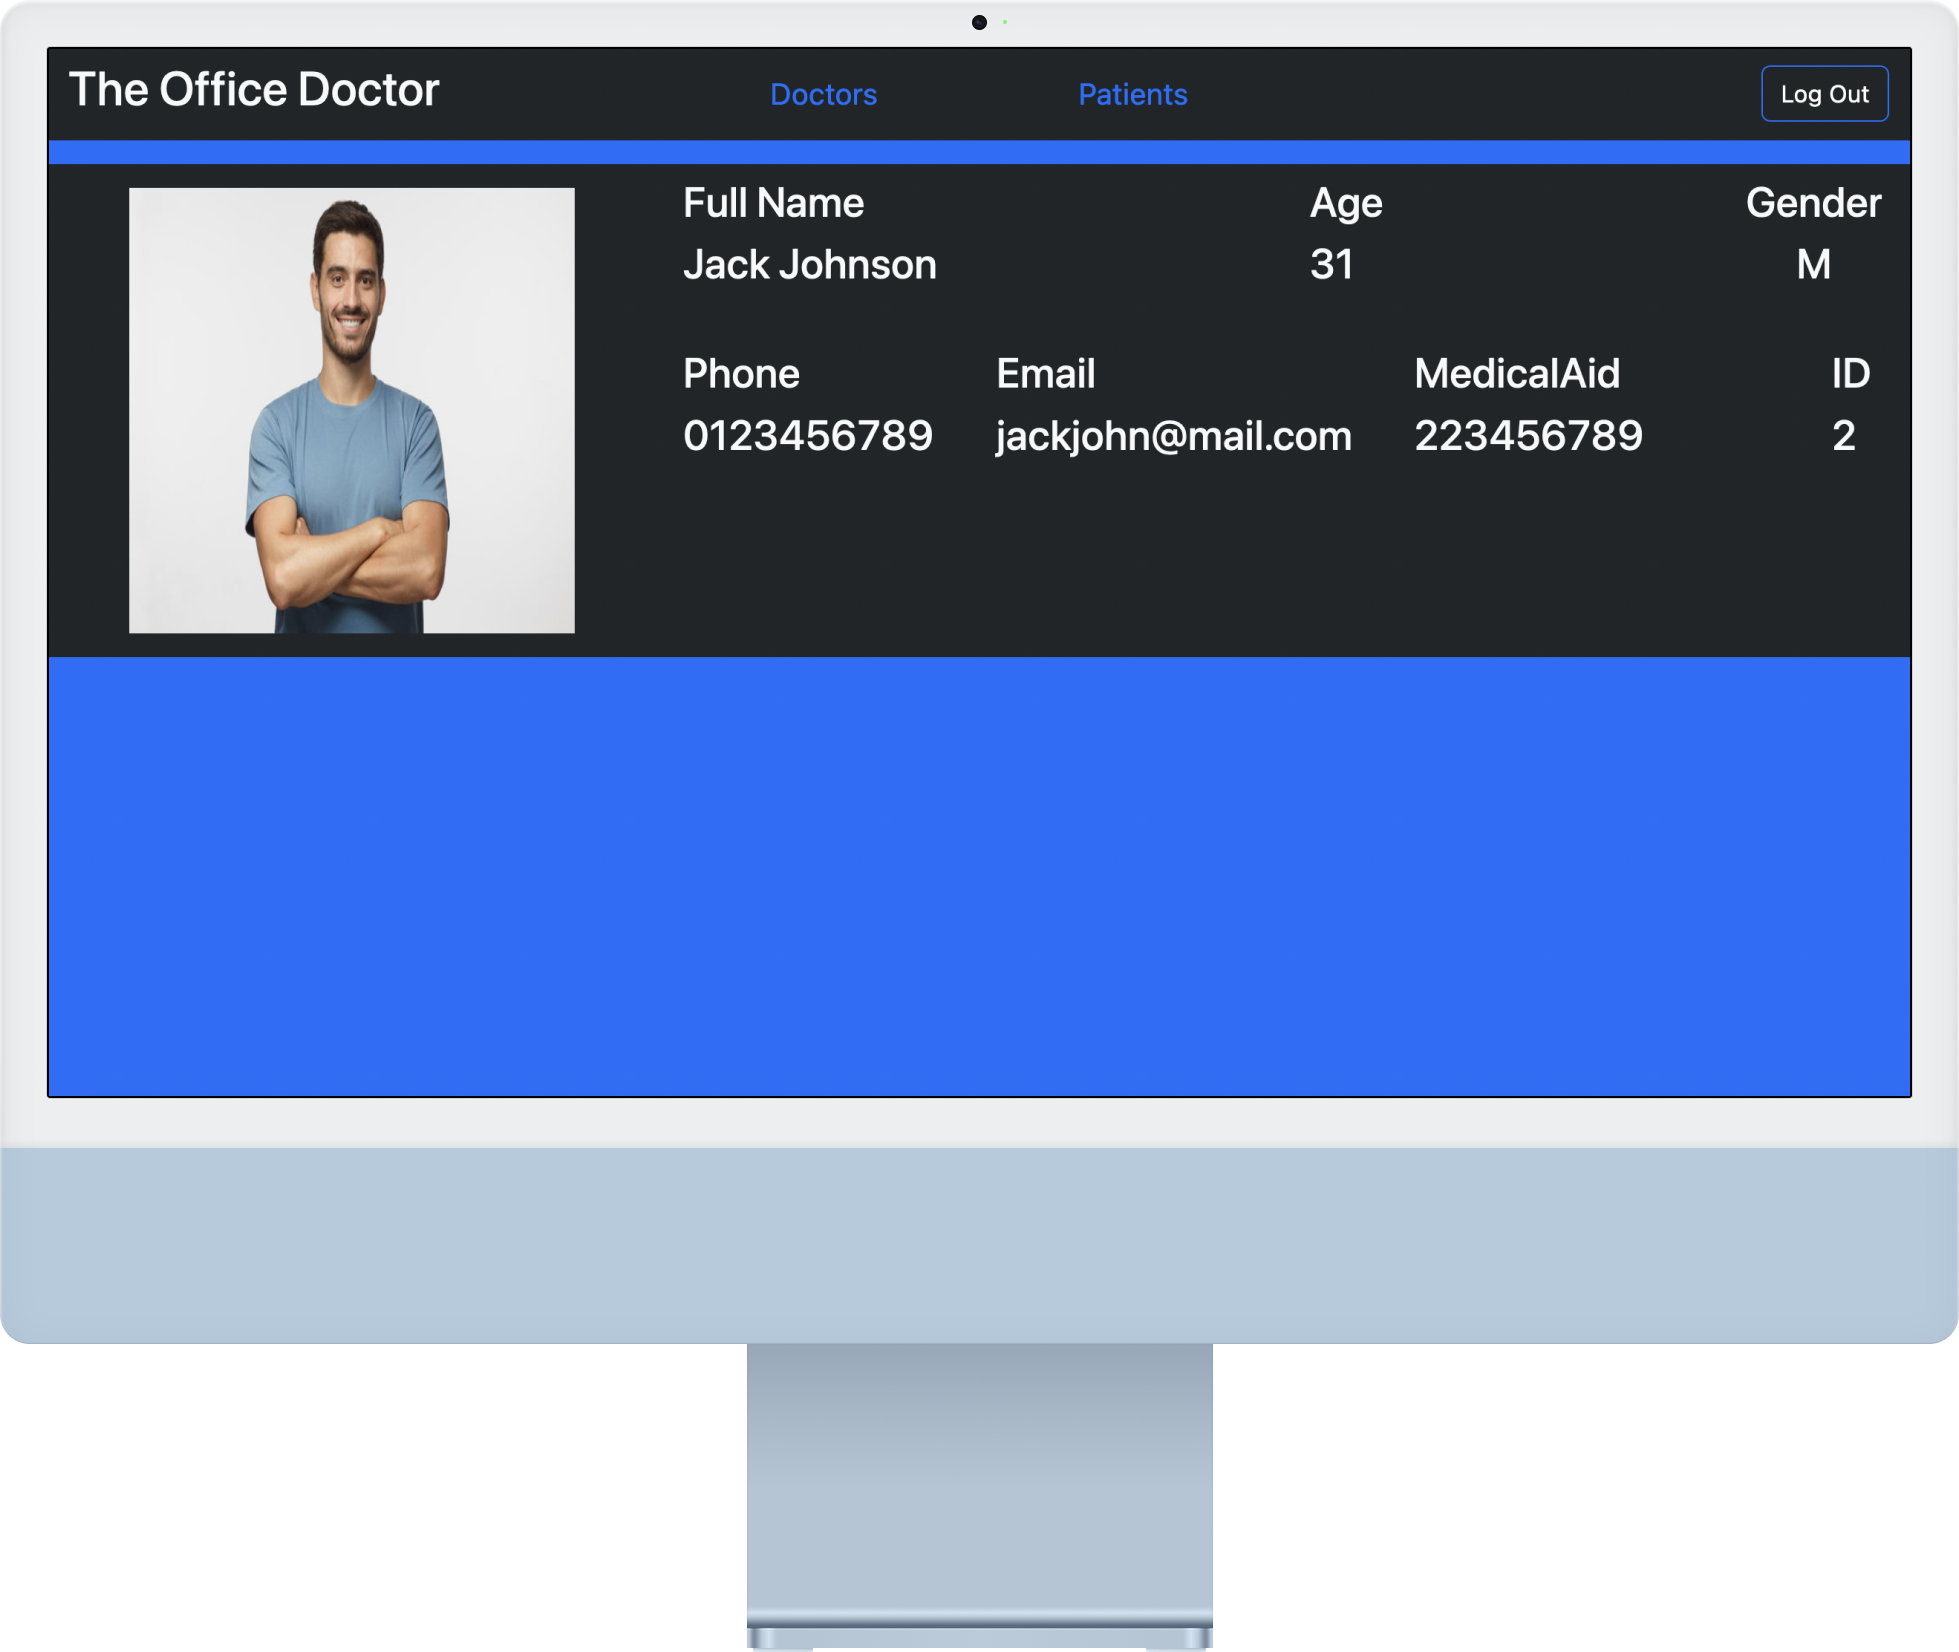 The Office Doctor
Doctors
Patients
Log Out
Full Name Age Gender
Jack Johnson 31 M
Phone Email MedicalAid ID
0123456789 jackjohn@mail.com 223456789 2